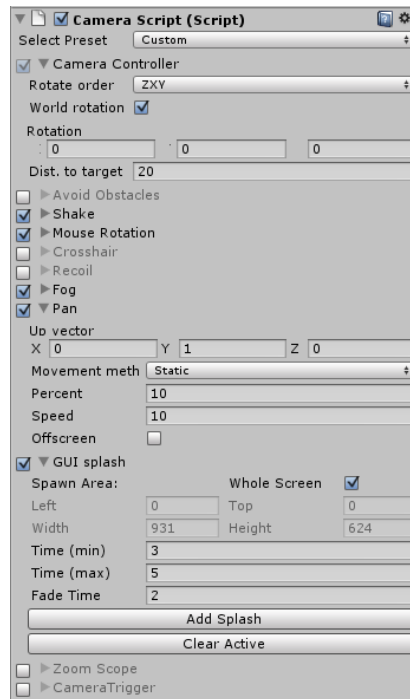 Camera Script (Script)
Select Preset Custom
Camera Controller
Rotate order ZXY
World rotation
Rotation
0 0 0
Dist. to target 20
Avoid Obstacles
Shake
Mouse Rotation
Crosshair
Recoil
Fog
Pan
Up vector
X 0 Y 1 Z 0
Movement meth Static
Percent 10
Speed 10
Offscreen
GUI splash
Spawn Area: Whole Screen
Left 0 Top 0
Width 931 Height 624
Time (min) 3
Time (max) 5
Fade Time 2
Add Splash
Clear Active
Zoom Scope
CameraTrigger